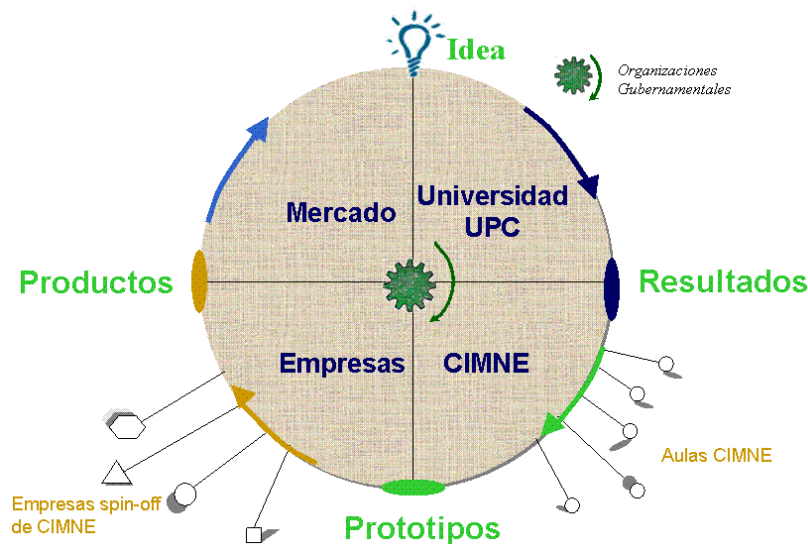 Idea
Organizaciones
Gubernamentales
Mercado
Universidad
UPC
Productos
Resultados
Empresas
CIMNE
Aulas CIMNE
Empresas spin-off
de CIMNE
Prototipos